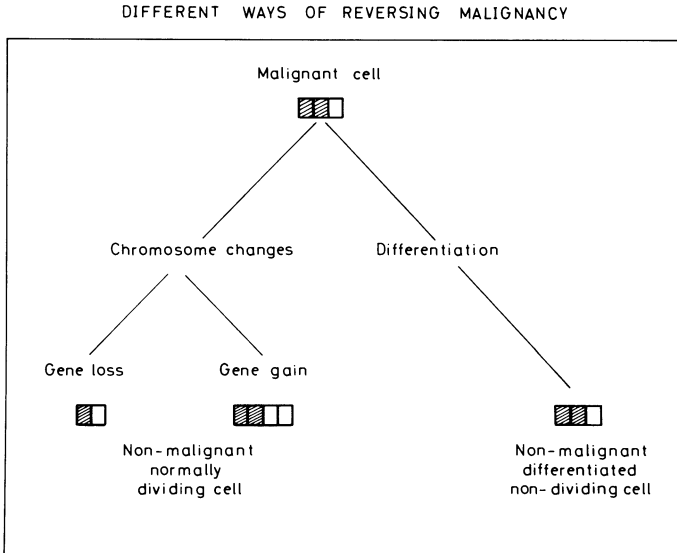 DIFFERENT WAYS OF REVERSING MALIGNANCY
Malignant cell
Chromosome changes
Differentiation
Gene loss
Gene gain
Non-malignant
normally
dividing cell
Non-malignant
differentiated
non-dividing cell